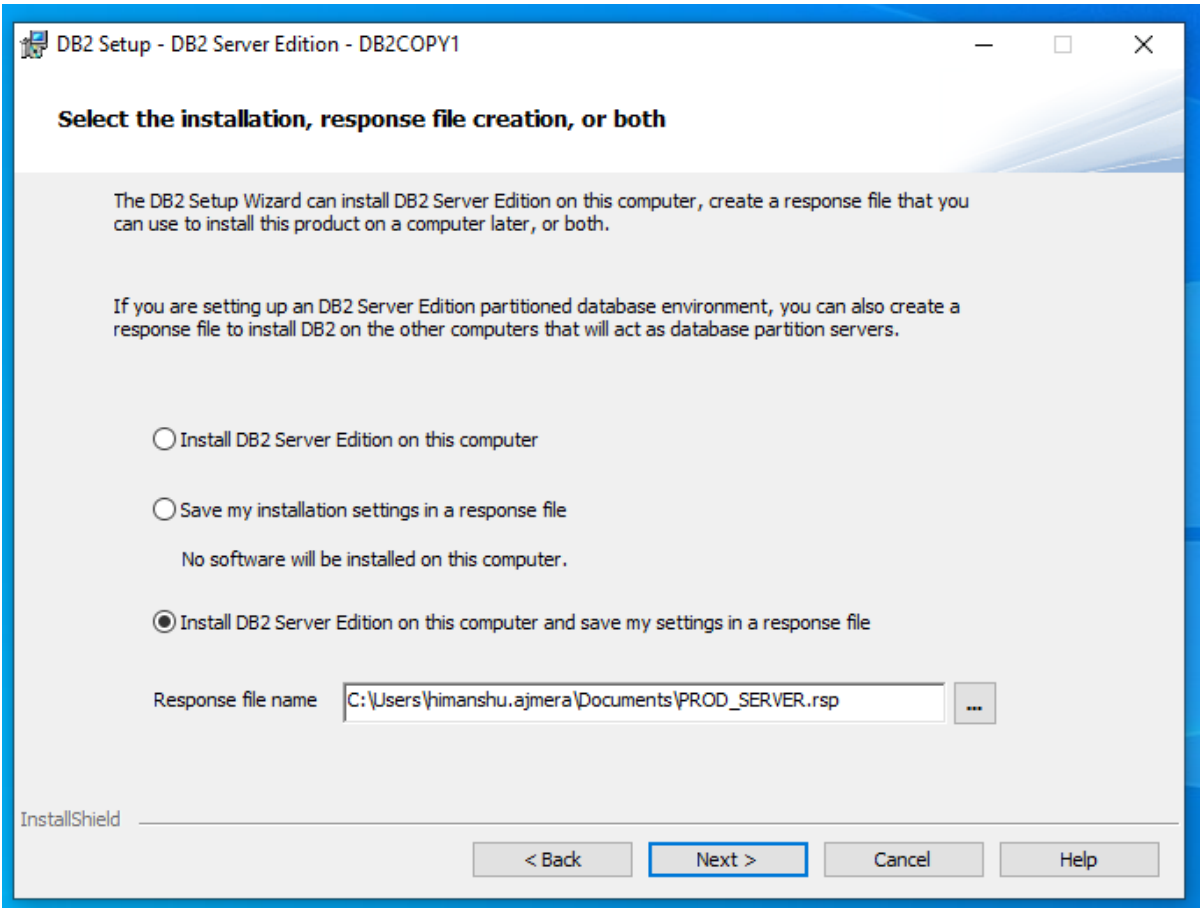 DB2 Setup - DB2 Server Edition - DB2COPY1
Select the installation, response file creation, or both
The DB2 Setup Wizard can install DB2 Server Edition on this computer, create a response file that you
can use to install this product on a computer later, or both.
If you are setting up an DB2 Server Edition partitioned database environment, you can also create a
response file to install DB2 on the other computers that will act as database partition servers.
Install DB2 Server Edition on this computer
Save my installation settings in a response file
No software will be installed on this computer.
Install DB2 Server Edition on this computer and save my settings in a response file
Response file name C:\Users\himanshu.ajmera\Documents\PROD_SERVER.rsp ...
InstallShield
< Back Next > Cancel Help